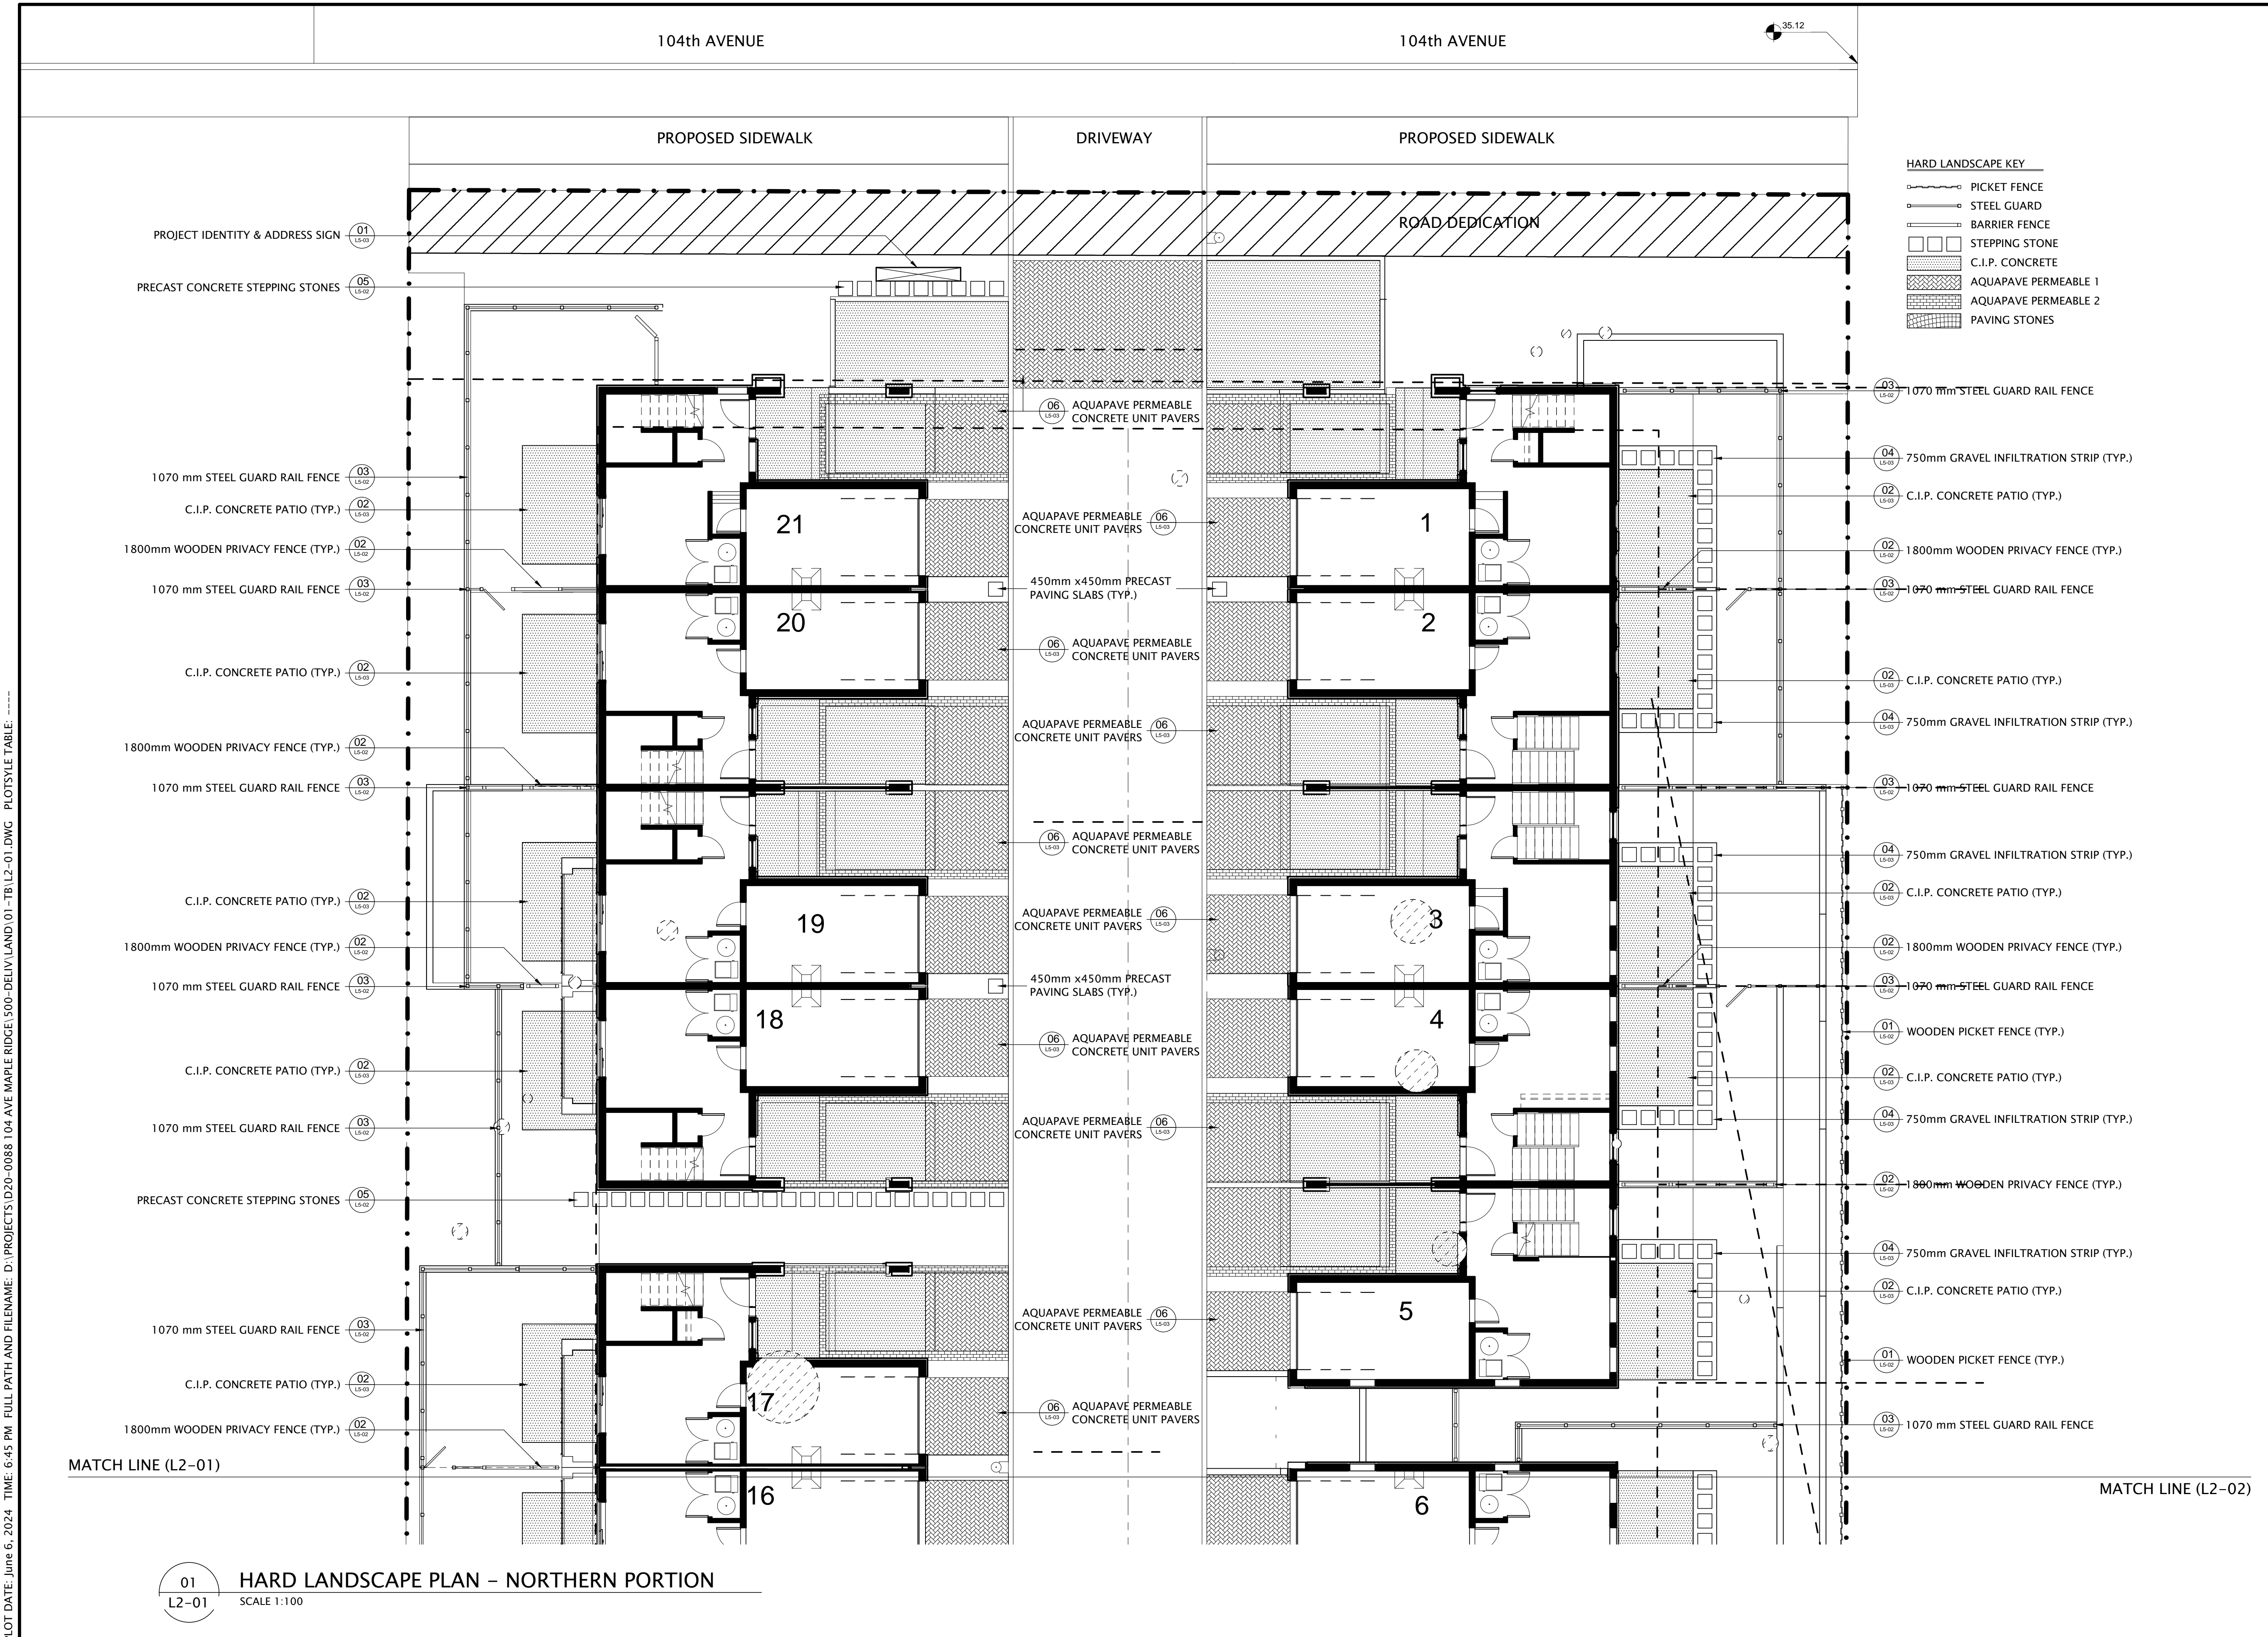 104th AVENUE
104th AVENUE
35.12
PROPOSED SIDEWALK
DRIVEWAY
PROPOSED SIDEWALK
ROAD DEDICATION
HARD LANDSCAPE KEY
PICKET FENCE
STEEL GUARD
BARRIER FENCE
STEPPING STONE
C.I.P. CONCRETE
AQUAPAVE PERMEABLE 1
AQUAPAVE PERMEABLE 2
PAVING STONES
PROJECT IDENTITY & ADDRESS SIGN 01 L5-03
PRECAST CONCRETE STEPPING STONES 05 L5-02
1070 mm STEEL GUARD RAIL FENCE 03 L5-02
C.I.P. CONCRETE PATIO (TYP.) 02 L5-03
1800mm WOODEN PRIVACY FENCE (TYP.) 02 L5-02
1070 mm STEEL GUARD RAIL FENCE 03 L5-02
C.I.P. CONCRETE PATIO (TYP.) 02 L5-03
1800mm WOODEN PRIVACY FENCE (TYP.) 02 L5-02
1070 mm STEEL GUARD RAIL FENCE 03 L5-02
C.I.P. CONCRETE PATIO (TYP.) 02 L5-03
1800mm WOODEN PRIVACY FENCE (TYP.) 02 L5-02
1070 mm STEEL GUARD RAIL FENCE 03 L5-02
C.I.P. CONCRETE PATIO (TYP.) 02 L5-03
1070 mm STEEL GUARD RAIL FENCE 03 L5-02
PRECAST CONCRETE STEPPING STONES 05 L5-02
1070 mm STEEL GUARD RAIL FENCE 03 L5-02
C.I.P. CONCRETE PATIO (TYP.) 02 L5-03
1800mm WOODEN PRIVACY FENCE (TYP.) 02 L5-02
MATCH LINE (L2-01)
21
20
19
18
17
16
06 L5-03 AQUAPAVE PERMEABLE
CONCRETE UNIT PAVERS
AQUAPAVE PERMEABLE
CONCRETE UNIT PAVERS 06 L5-03
450mm x450mm PRECAST
PAVING SLABS (TYP.)
06 L5-03 AQUAPAVE PERMEABLE
CONCRETE UNIT PAVERS
AQUAPAVE PERMEABLE
CONCRETE UNIT PAVERS 06 L5-03
06 L5-03 AQUAPAVE PERMEABLE
CONCRETE UNIT PAVERS
AQUAPAVE PERMEABLE
CONCRETE UNIT PAVERS 06 L5-03
450mm x450mm PRECAST
PAVING SLABS (TYP.)
06 L5-03 AQUAPAVE PERMEABLE
CONCRETE UNIT PAVERS
AQUAPAVE PERMEABLE
CONCRETE UNIT PAVERS 06 L5-03
AQUAPAVE PERMEABLE
CONCRETE UNIT PAVERS 06 L5-03
06 L5-03 AQUAPAVE PERMEABLE
CONCRETE UNIT PAVERS
1
2
3
4
5
6
03 L5-02 1070 mm STEEL GUARD RAIL FENCE
04 L5-03 750mm GRAVEL INFILTRATION STRIP (TYP.)
02 L5-03 C.I.P. CONCRETE PATIO (TYP.)
02 L5-02 1800mm WOODEN PRIVACY FENCE (TYP.)
03 L5-02 1070 mm STEEL GUARD RAIL FENCE
02 L5-03 C.I.P. CONCRETE PATIO (TYP.)
04 L5-03 750mm GRAVEL INFILTRATION STRIP (TYP.)
03 L5-02 1070 mm STEEL GUARD RAIL FENCE
04 L5-03 750mm GRAVEL INFILTRATION STRIP (TYP.)
02 L5-03 C.I.P. CONCRETE PATIO (TYP.)
02 L5-02 1800mm WOODEN PRIVACY FENCE (TYP.)
03 L5-02 1070 mm STEEL GUARD RAIL FENCE
01 L5-02 WOODEN PICKET FENCE (TYP.)
02 L5-03 C.I.P. CONCRETE PATIO (TYP.)
04 L5-03 750mm GRAVEL INFILTRATION STRIP (TYP.)
02 L5-02 1800mm WOODEN PRIVACY FENCE (TYP.)
04 L5-03 750mm GRAVEL INFILTRATION STRIP (TYP.)
02 L5-03 C.I.P. CONCRETE PATIO (TYP.)
01 L5-02 WOODEN PICKET FENCE (TYP.)
03 L5-02 1070 mm STEEL GUARD RAIL FENCE
MATCH LINE (L2-02)
01
L2-01
HARD LANDSCAPE PLAN - NORTHERN PORTION
SCALE 1:100
PLOT DATE: June 6, 2024 TIME: 6:45 PM FULL PATH AND FILENAME: D:\PROJECTS\D20-0088 104 AVE MAPLE RIDGE\500-DELIV\LAND\01-TB\L2-01.DWG PLOTSYLE TABLE: ----